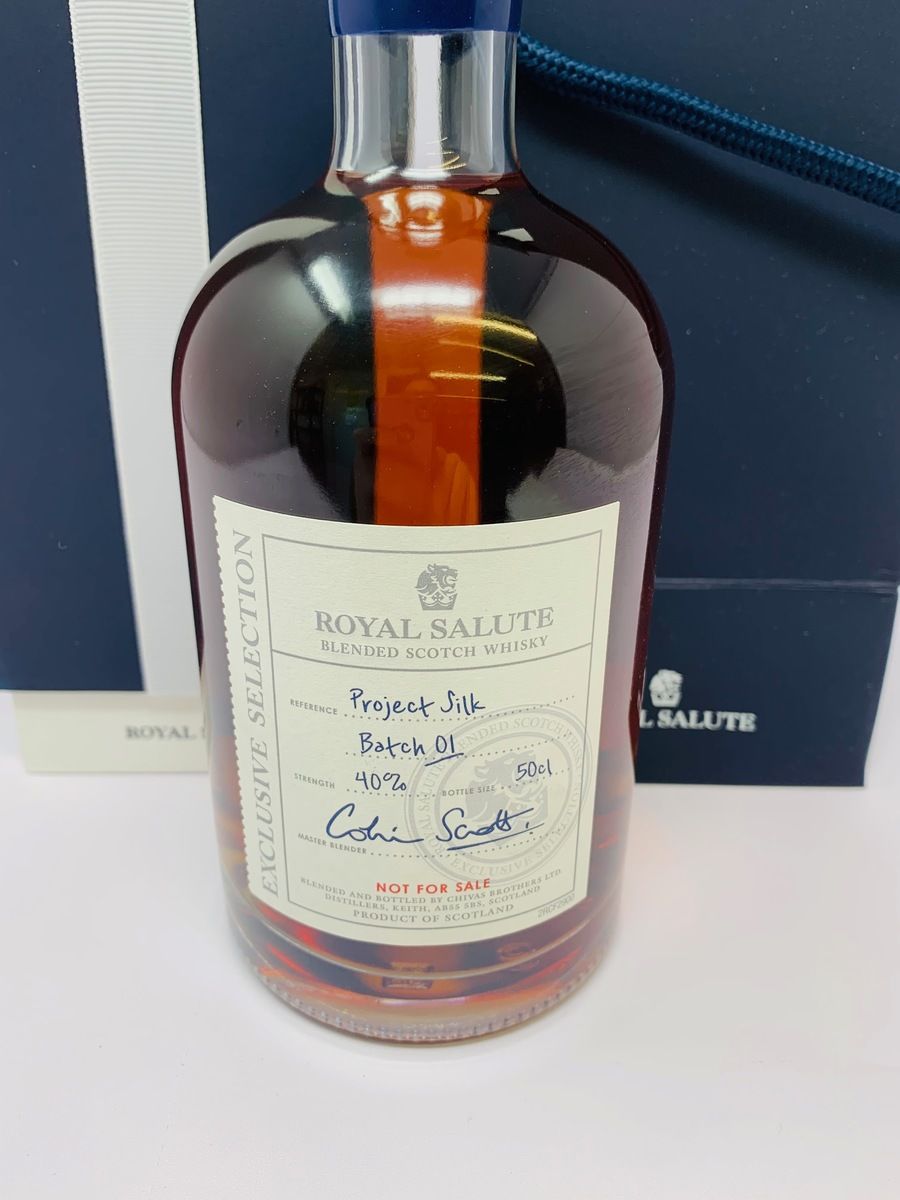 EXCLUSIVE SELECTION
ROYAL SALUTE
BLENDED SCOTCH WHISKY
REFERENCE Project Silk
Batch 01
STRENGTH 40% BOTTLE SIZE 50cl
MASTER BLENDER Colin Scott.
NOT FOR SALE
BLENDED AND BOTTLED BY CHIVAS BROTHERS LTD.
DISTILLERS, KEITH, AB55 5BS, SCOTLAND
PRODUCT OF SCOTLAND
2RCF2900
ROYAL
SALUTE